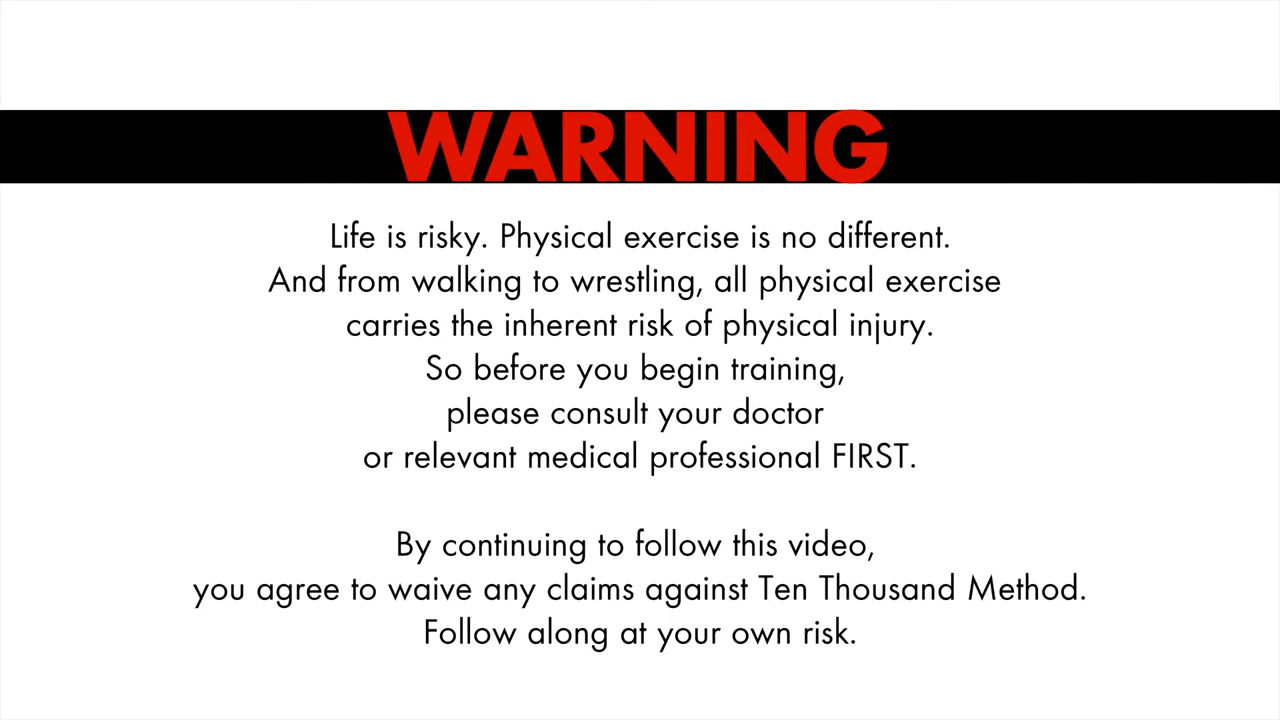 WARNING
Life is risky. Physical exercise is no different.
And from walking to wrestling, all physical exercise
carries the inherent risk of physical injury.
So before you begin training,
please consult your doctor
or relevant medical professional FIRST.
By continuing to follow this video,
you agree to waive any claims against Ten Thousand Method.
Follow along at your own risk.